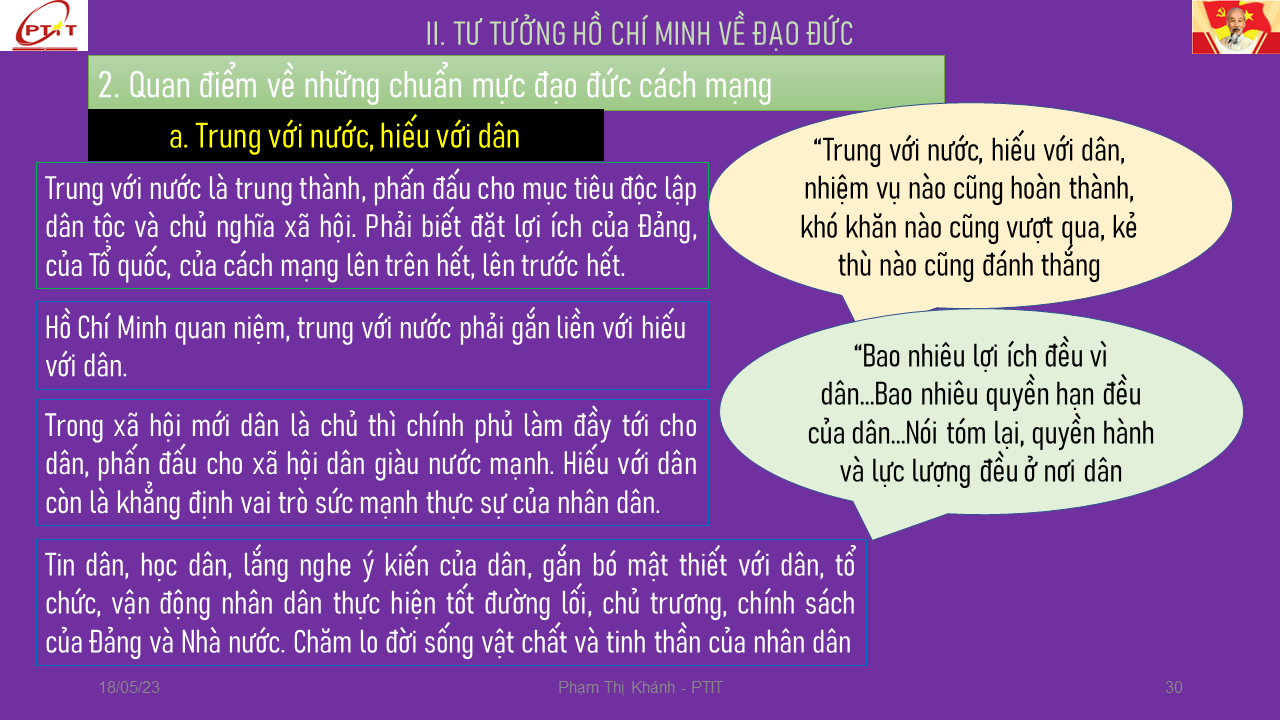 PTIT
II. TƯ TƯỞNG HỒ CHÍ MINH VỀ ĐẠO ĐỨC
2. Quan điểm về những chuẩn mực đạo đức cách mạng
a. Trung với nước, hiếu với dân
Trung với nước là trung thành, phấn đấu cho mục tiêu độc lập
dân tộc và chủ nghĩa xã hội. Phải biết đặt lợi ích của Đảng,
của Tổ quốc, của cách mạng lên trên hết, lên trước hết.
Hồ Chí Minh quan niệm, trung với nước phải gắn liền với hiếu
với dân.
Trong xã hội mới dân là chủ thì chính phủ làm đầy tới cho
dân, phấn đấu cho xã hội dân giàu nước mạnh. Hiếu với dân
còn là khẳng định vai trò sức mạnh thực sự của nhân dân.
Tin dân, học dân, lắng nghe ý kiến của dân, gắn bó mật thiết với dân, tổ
chức, vận động nhân dân thực hiện tốt đường lối, chủ trương, chính sách
của Đảng và Nhà nước. Chăm lo đời sống vật chất và tinh thần của nhân dân
“Trung với nước, hiếu với dân,
nhiệm vụ nào cũng hoàn thành,
khó khăn nào cũng vượt qua, kẻ
thù nào cũng đánh thắng
“Bao nhiêu lợi ích đều vì
dân...Bao nhiêu quyền hạn đều
của dân...Nói tóm lại, quyền hành
và lực lượng đều ở nơi dân
18/05/23
Phạm Thị Khánh - PTIT
30